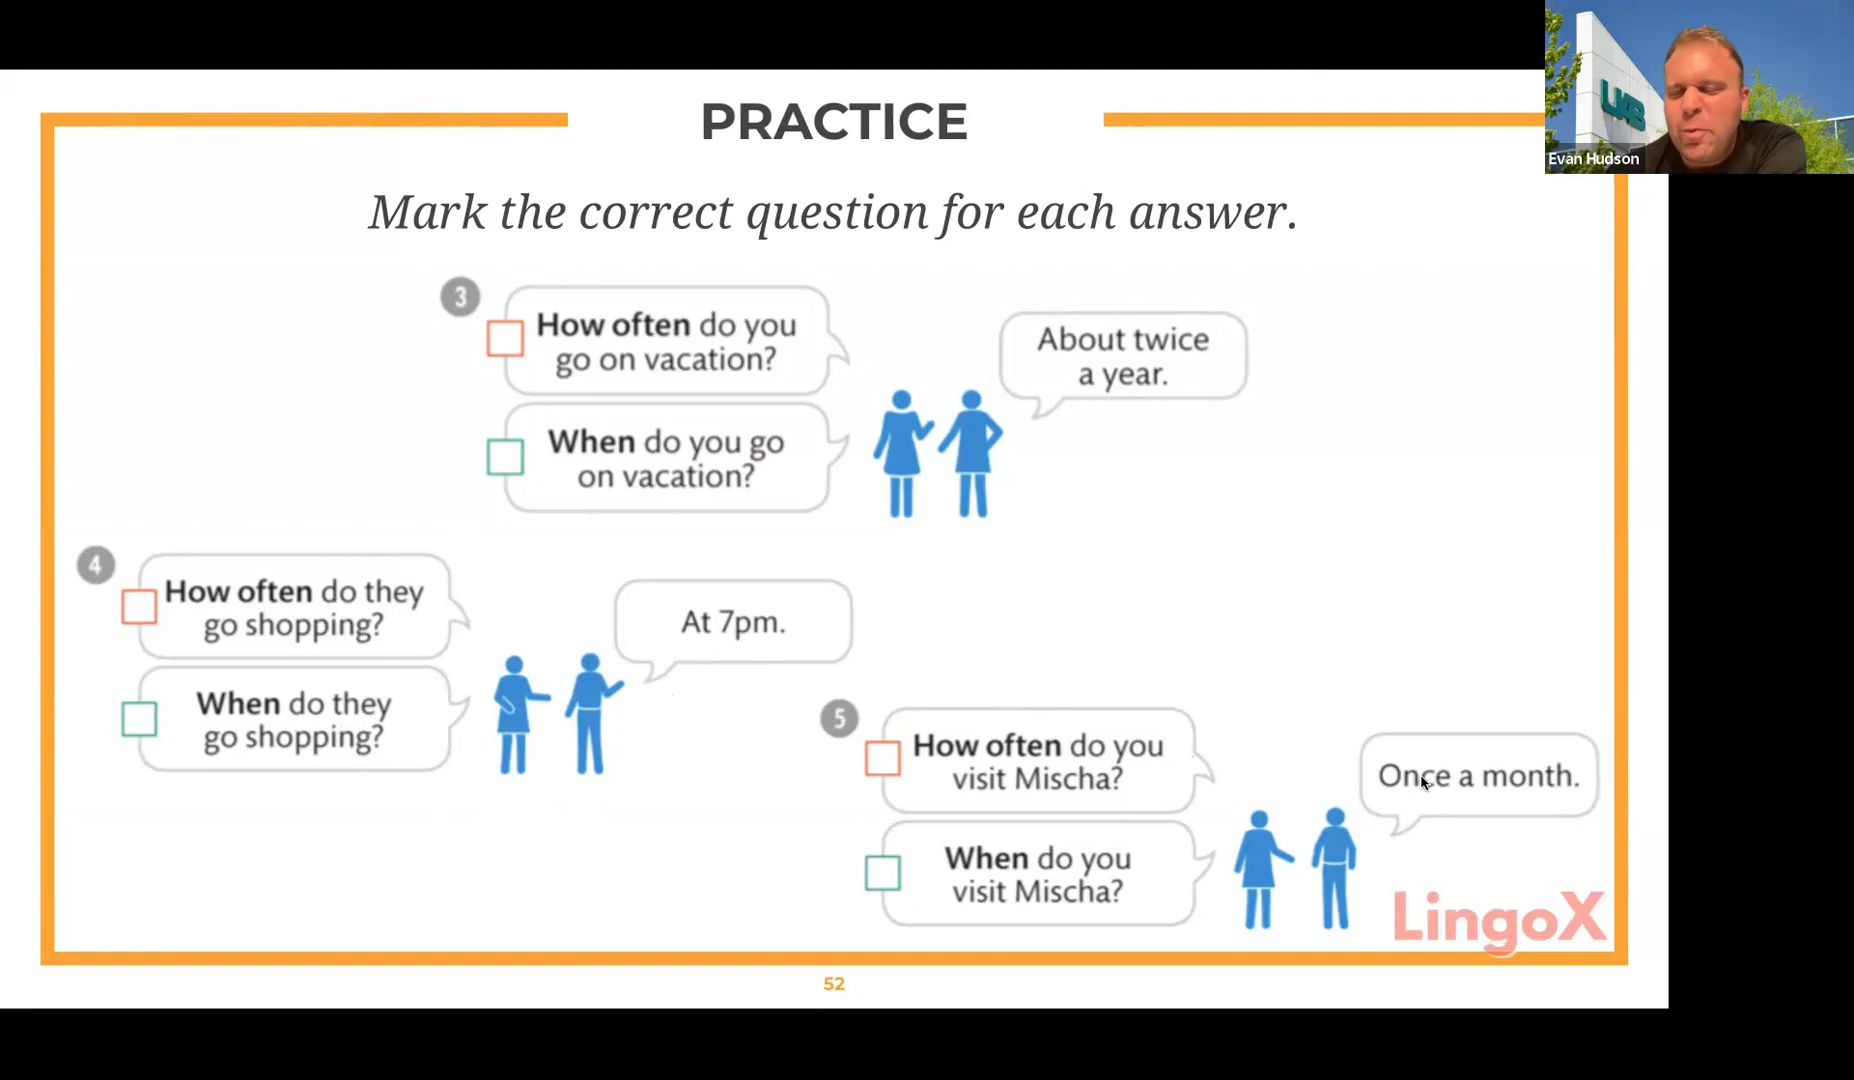 PRACTICE
Mark the correct question for each answer.
3
How often do you
go on vacation?
When do you go
on vacation?
About twice
a year.
4
How often do they
go shopping?
When do they
go shopping?
At 7pm.
5
How often do you
visit Mischa?
When do you
visit Mischa?
Once a month.
LingoX
52
UAB
Evan Hudson